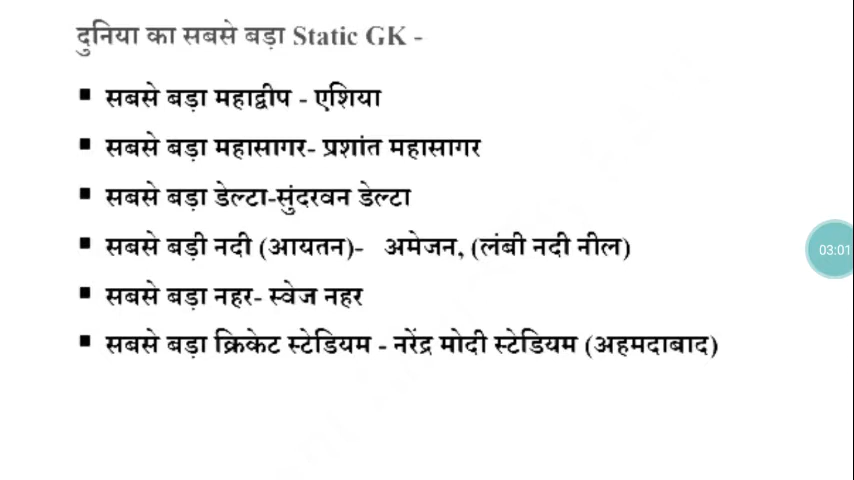 दुनिया का सबसे बड़ा Static GK -
▪ सबसे बड़ा महाद्वीप - एशिया
▪ सबसे बड़ा महासागर- प्रशांत महासागर
▪ सबसे बड़ा डेल्टा-सुंदरवन डेल्टा
▪ सबसे बड़ी नदी (आयतन)- अमेजन, (लंबी नदी नील)
▪ सबसे बड़ा नहर- स्वेज नहर
▪ सबसे बड़ा क्रिकेट स्टेडियम - नरेंद्र मोदी स्टेडियम (अहमदाबाद)
03:01